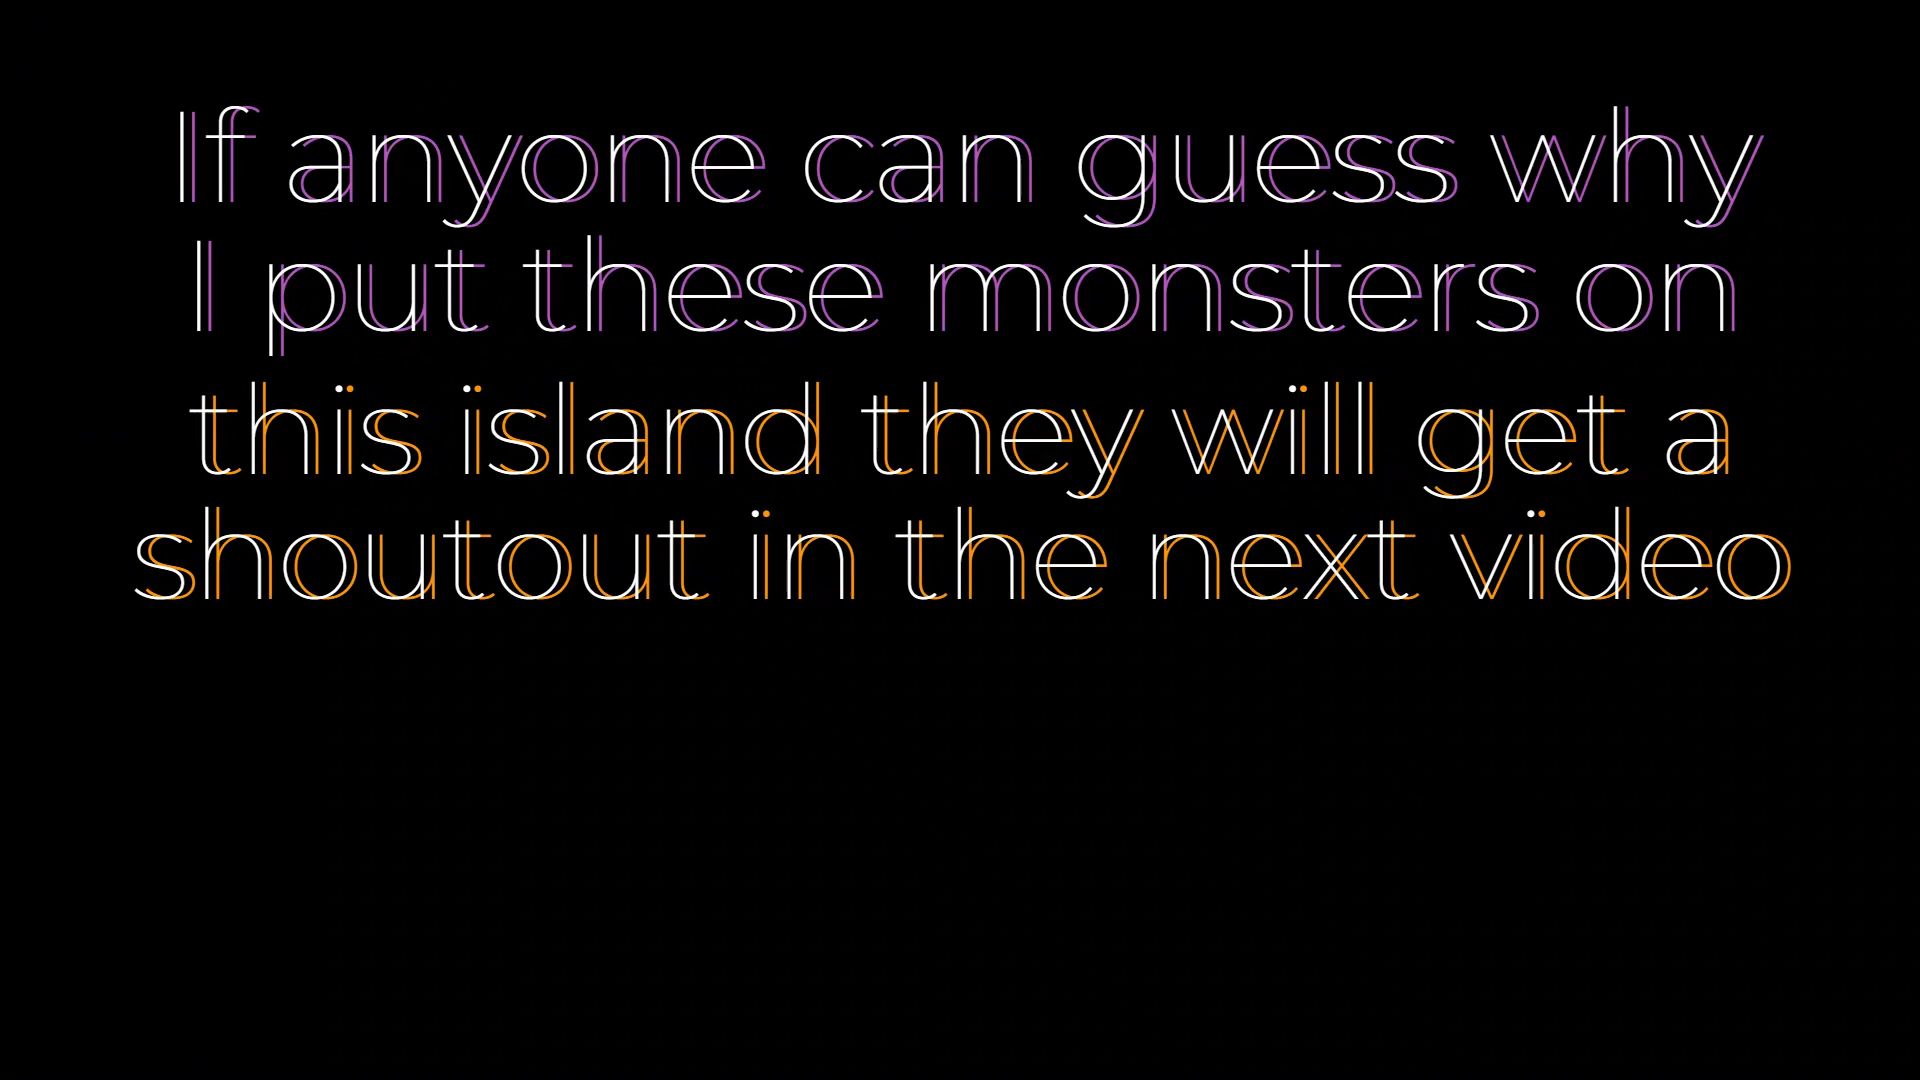 If anyone can guess why
I put these monsters on
this island they will get a
shoutout in the next video